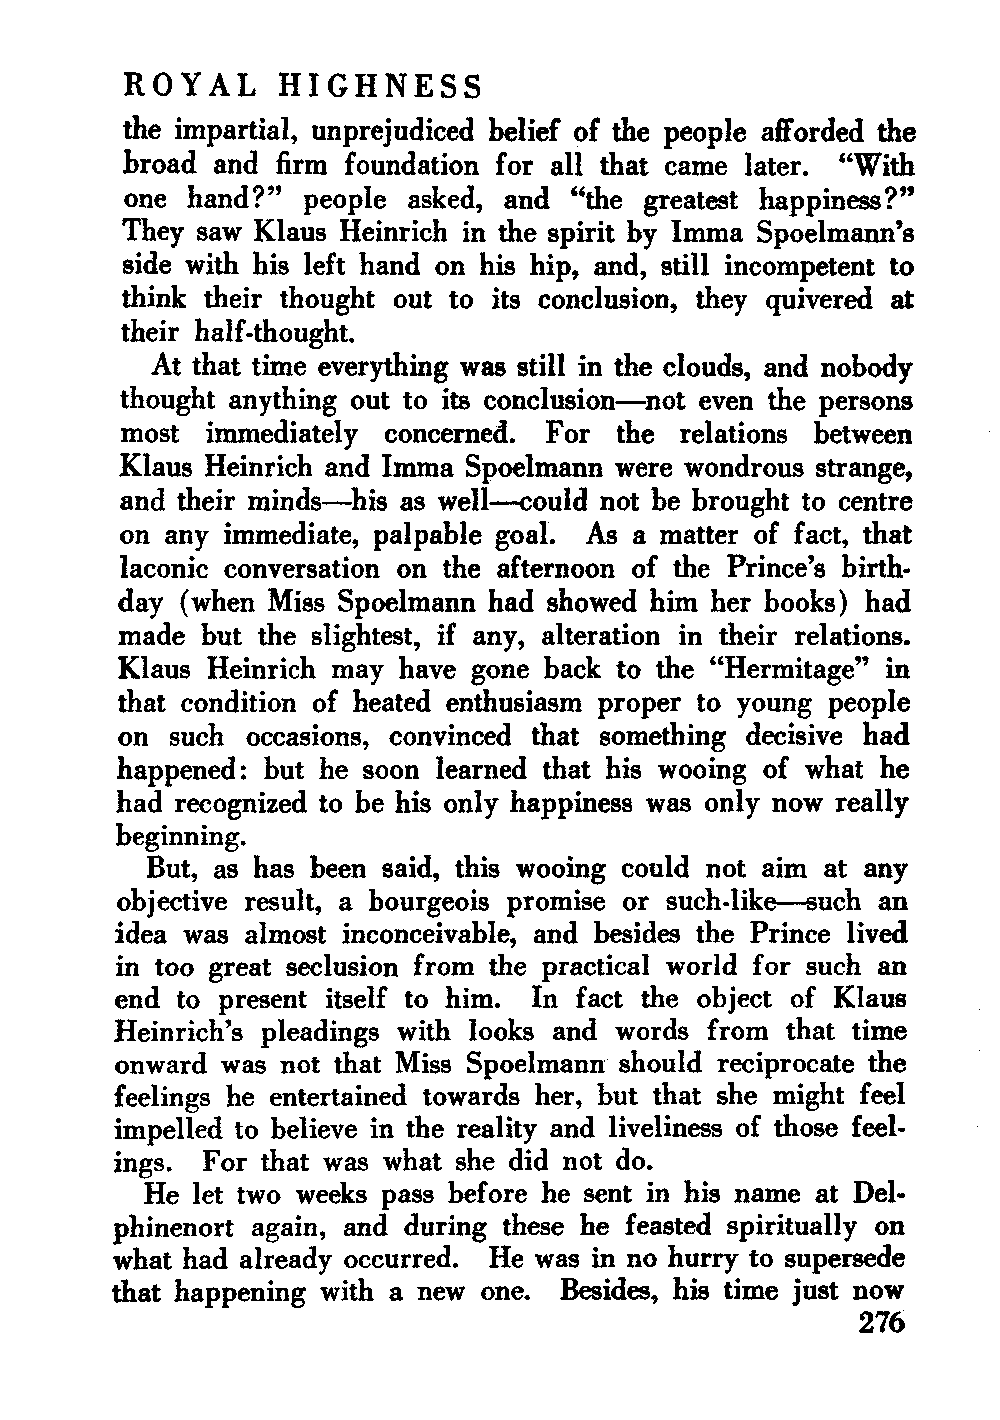 ROYAL HIGHNESS
the impartial, unprejudiced belief of the people afforded the
broad and firm foundation for all that came later. “With
one hand?” people asked, and “the greatest happiness?”
They saw Klaus Heinrich in the spirit by Imma Spoelmann’s
side with his left hand on his hip, and, still incompetent to
think their thought out to its conclusion, they quivered at
their half-thought.
At that time everything was still in the clouds, and nobody
thought anything out to its conclusion—not even the persons
most immediately concerned. For the relations between
Klaus Heinrich and Imma Spoelmann were wondrous strange,
and their minds—his as well—could not be brought to centre
on any immediate, palpable goal. As a matter of fact, that
laconic conversation on the afternoon of the Prince’s birth-
day (when Miss Spoelmann had showed him her books) had
made but the slightest, if any, alteration in their relations.
Klaus Heinrich may have gone back to the “Hermitage” in
that condition of heated enthusiasm proper to young people
on such occasions, convinced that something decisive had
happened: but he soon learned that his wooing of what he
had recognized to be his only happiness was only now really
beginning.
But, as has been said, this wooing could not aim at any
objective result, a bourgeois promise or such-like—such an
idea was almost inconceivable, and besides the Prince lived
in too great seclusion from the practical world for such an
end to present itself to him. In fact the object of Klaus
Heinrich’s pleadings with looks and words from that time
onward was not that Miss Spoelmann should reciprocate the
feelings he entertained towards her, but that she might feel
impelled to believe in the reality and liveliness of those feel-
ings. For that was what she did not do.
He let two weeks pass before he sent in his name at Del-
phinenort again, and during these he feasted spiritually on
what had already occurred. He was in no hurry to supersede
that happening with a new one. Besides, his time just now
276